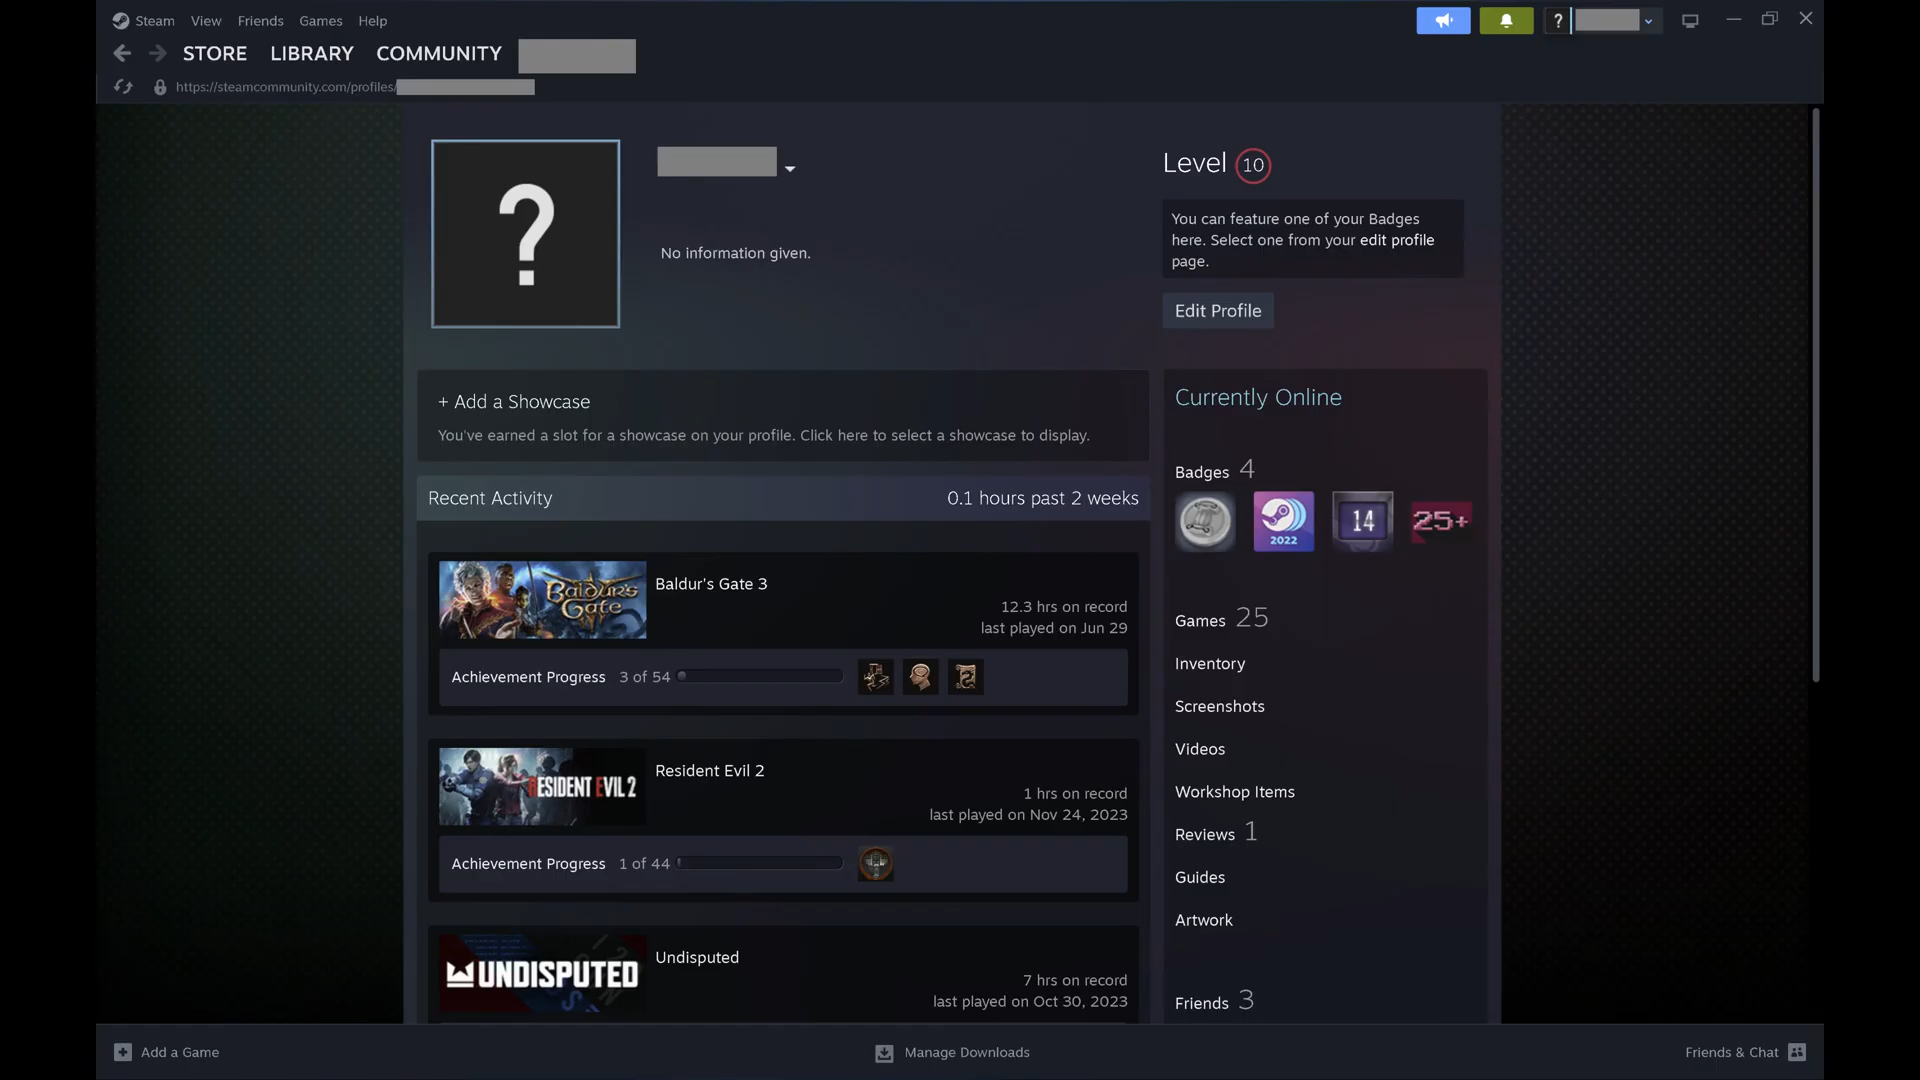 Steam View Friends Games Help
STORE LIBRARY COMMUNITY
https://steamcommunity.com/profiles/
?
?
No information given.
Level 10
You can feature one of your Badges
here. Select one from your edit profile
page.
Edit Profile
+ Add a Showcase
You've earned a slot for a showcase on your profile. Click here to select a showcase to display.
Recent Activity 0.1 hours past 2 weeks
BALDUR'S
GATE
Baldur's Gate 3
12.3 hrs on record
last played on Jun 29
Achievement Progress 3 of 54
RESIDENT EVIL 2
Resident Evil 2
1 hrs on record
last played on Nov 24, 2023
Achievement Progress 1 of 44
UNDISPUTED
Undisputed
7 hrs on record
last played on Oct 30, 2023
Currently Online
Badges 4
2022
14
25+
Games 25
Inventory
Screenshots
Videos
Workshop Items
Reviews 1
Guides
Artwork
Friends 3
Add a Game
Manage Downloads
Friends & Chat